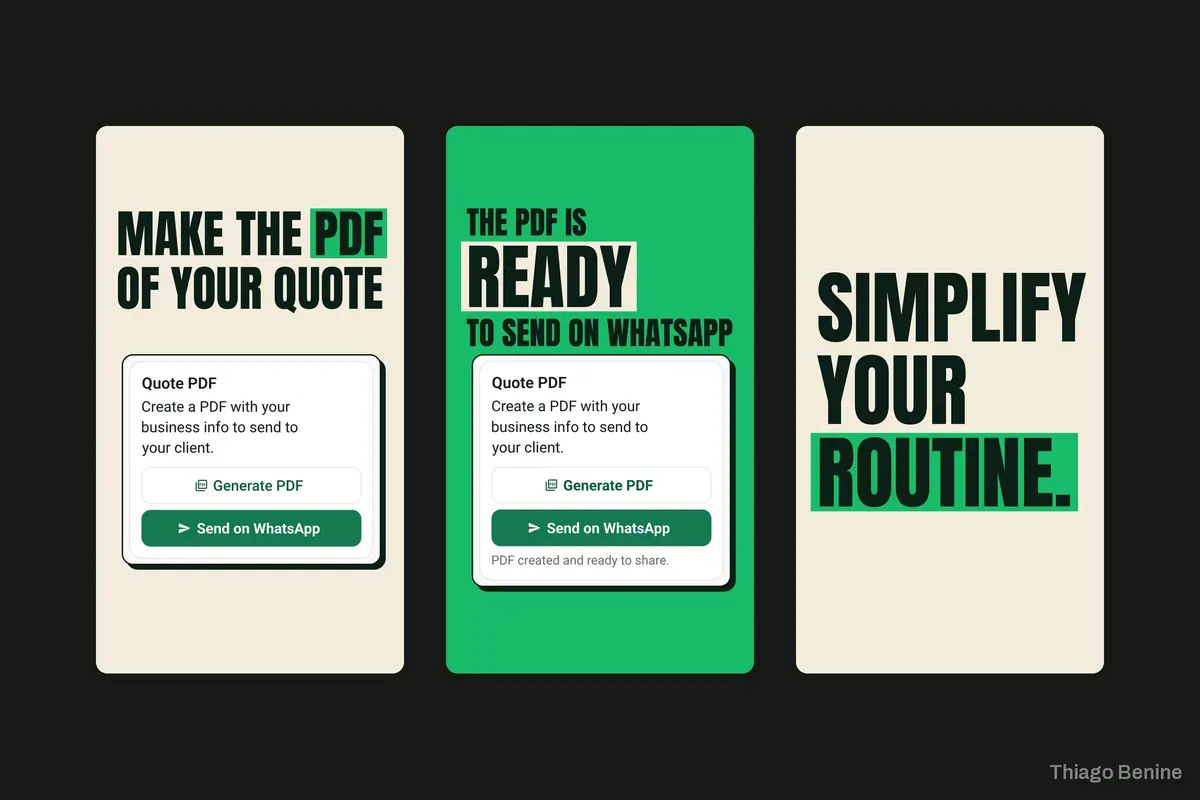 MAKE THE PDF
OF YOUR QUOTE
Quote PDF
Create a PDF with your
business info to send to
your client.
Generate PDF
Send on WhatsApp
THE PDF IS
READY
TO SEND ON WHATSAPP
Quote PDF
Create a PDF with your
business info to send to
your client.
Generate PDF
Send on WhatsApp
PDF created and ready to share.
SIMPLIFY
YOUR
ROUTINE.
Thiago Benine